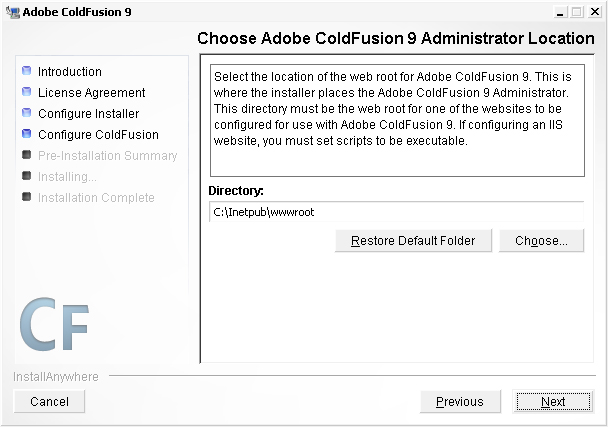 Adobe ColdFusion 9
Choose Adobe ColdFusion 9 Administrator Location
Introduction
License Agreement
Configure Installer
Configure ColdFusion
Pre-Installation Summary
Installing...
Installation Complete
Select the location of the web root for Adobe ColdFusion 9. This is
where the installer places the Adobe ColdFusion 9 Administrator.
This directory must be the web root for one of the websites to be
configured for use with Adobe ColdFusion 9. If configuring an IIS
website, you must set scripts to be executable.
Directory:
C:\Inetpub\wwwroot
Restore Default Folder
Choose...
CF
InstallAnywhere
Cancel
Previous
Next